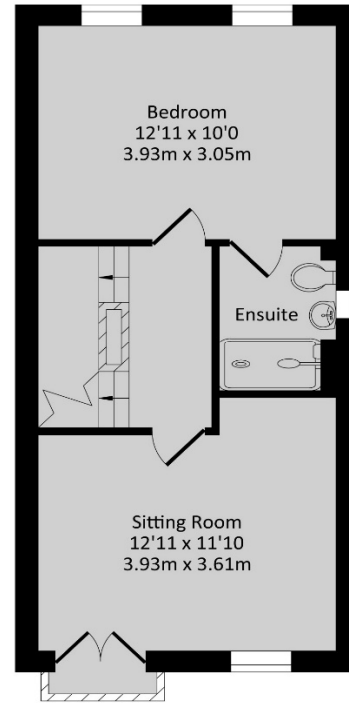 Bedroom
12'11 x 10'0
3.93m x 3.05m
Ensuite
Sitting Room
12'11 x 11'10
3.93m x 3.61m